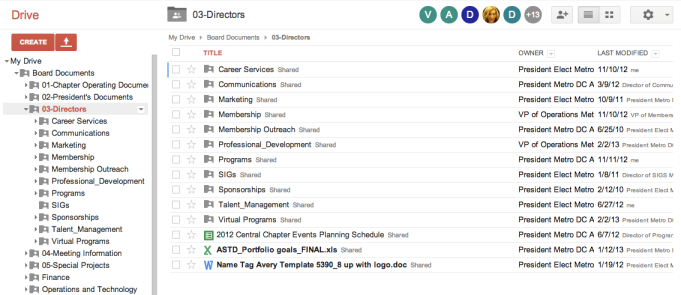 Drive
03-Directors
V A D D +13
CREATE
My Drive
Board Documents
01-Chapter Operating Documen
02-President's Documents
03-Directors
Career Services
Communications
Marketing
Membership
Membership Outreach
Professional_Development
Programs
SIGs
Sponsorships
Talent_Management
Virtual Programs
04-Meeting Information
05-Special Projects
Finance
Operations and Technology
My Drive Board Documents 03-Directors
TITLE OWNER LAST MODIFIED
Career Services Shared President Elect Metro 11/10/12 me
Communications Shared President Metro DC A 3/9/12 Director of Commu
Marketing Shared President Elect Metro 10/9/11 President Metro D
Membership Shared VP of Operations Met 11/10/12 VP of Members
Membership Outreach Shared President Metro DC A 6/25/10 President Elect M
Professional_Development Shared VP of Operations Met 2/2/13 President Metro DC
Programs Shared President Metro DC A 11/11/12 me
SIGs Shared President Metro DC A 1/8/11 Director of SIGS M
Sponsorships Shared President Metro DC A 2/12/10 President Elect M
Talent_Management Shared President Elect Metro 6/27/12 me
Virtual Programs Shared President Metro DC A 2/2/13 President Metro D
2012 Central Chapter Events Planning Schedule Shared President Metro DC A 6/7/12 Director of Program
ASTD_Portfolio goals_FINAL.xls Shared President Metro DC A 1/12/13 President Metro
Name Tag Avery Template 5390_8 up with logo.doc Shared President Elect Metro 1/19/12 President Elect M